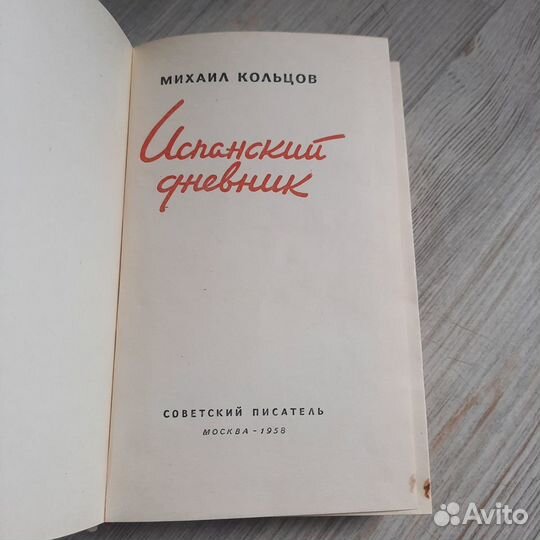 МИХАИЛ КОЛЬЦОВ
Испанский
дневник
СОВЕТСКИЙ ПИСАТЕЛЬ
МОСКВА - 1958
Avito